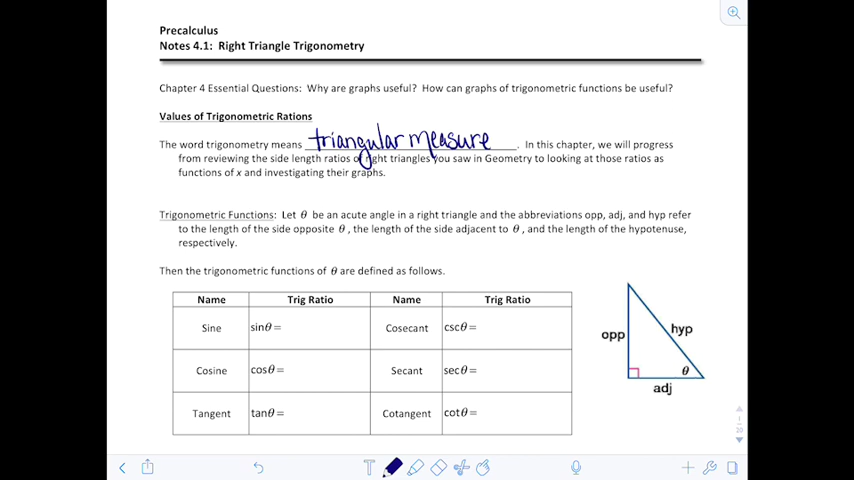 Precalculus
Notes 4.1: Right Triangle Trigonometry
Chapter 4 Essential Questions: Why are graphs useful? How can graphs of trigonometric functions be useful?
Values of Trigonometric Rations
The word trigonometry means triangular measure. In this chapter, we will progress
from reviewing the side length ratios of right triangles you saw in Geometry to looking at those ratios as
functions of x and investigating their graphs.
Trigonometric Functions: Let θ be an acute angle in a right triangle and the abbreviations opp, adj, and hyp refer
to the length of the side opposite θ, the length of the side adjacent to θ, and the length of the hypotenuse,
respectively.
Then the trigonometric functions of θ are defined as follows.
Name Trig Ratio Name Trig Ratio
Sine sinθ= Cosecant cscθ=
Cosine cosθ= Secant secθ=
Tangent tanθ= Cotangent cotθ=
opp hyp
θ
adj
T